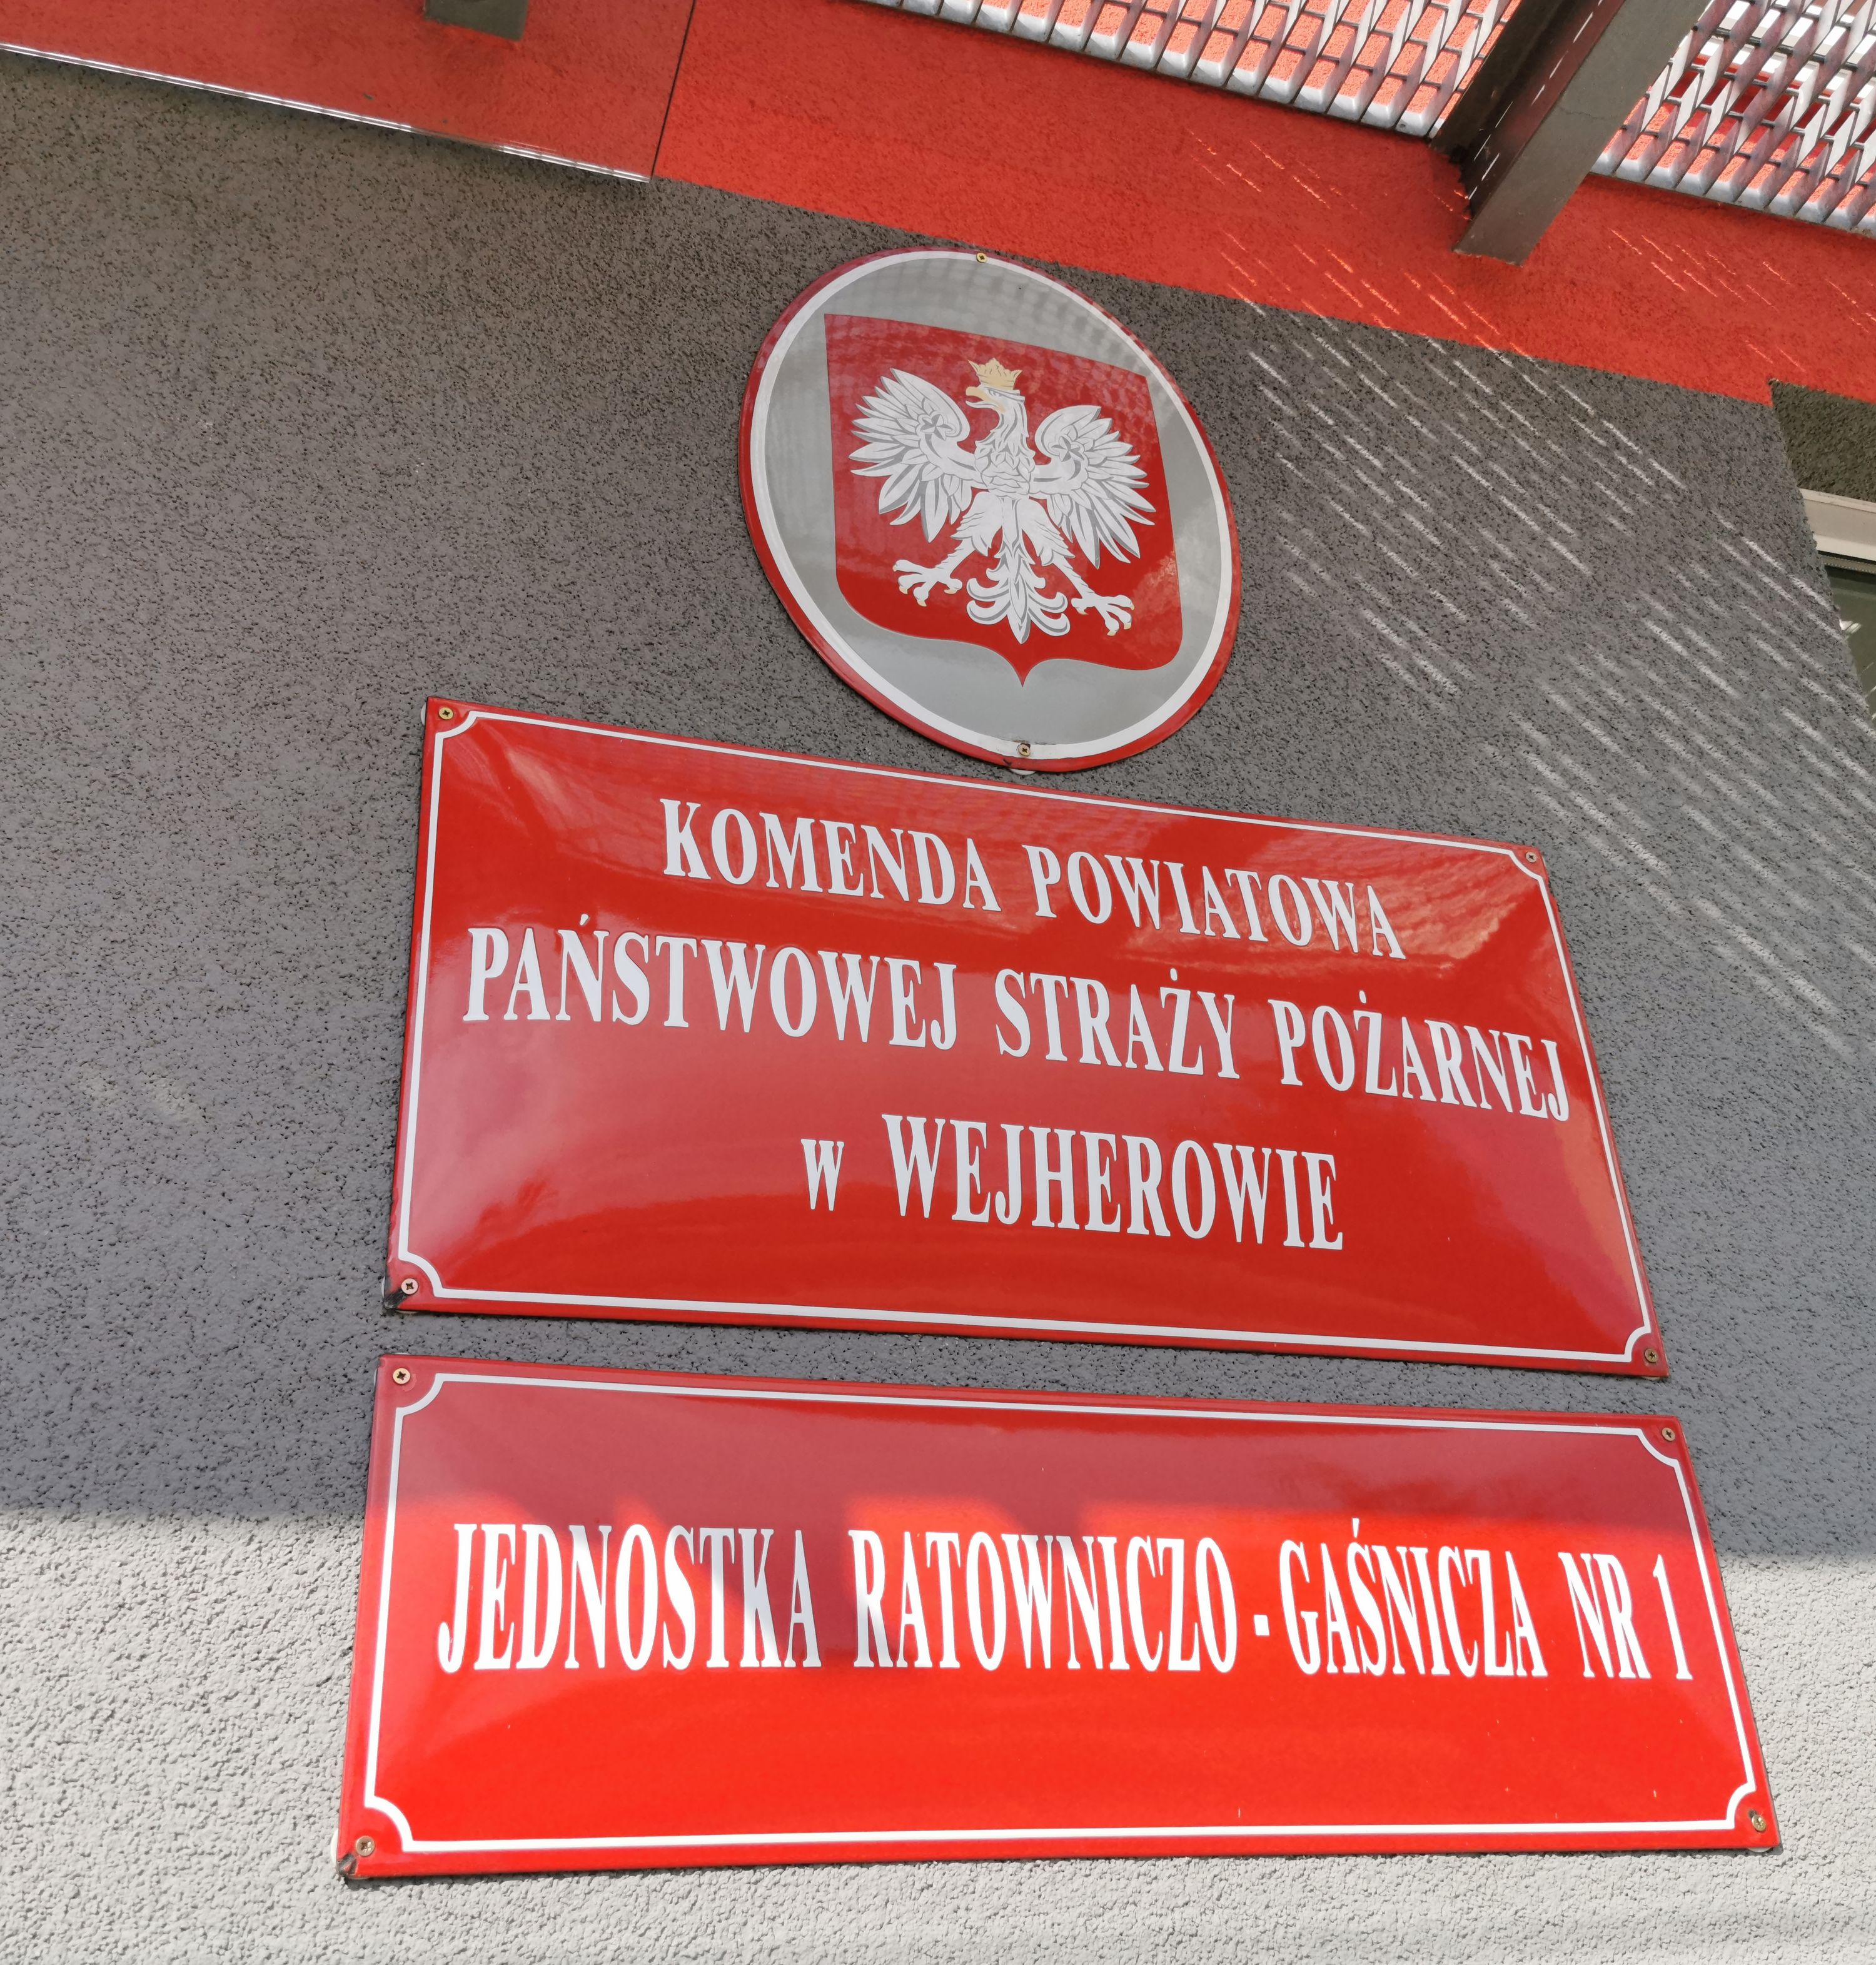 KOMENDA POWIATOWA
PAŃSTWOWEJ STRAŻY POŻARNEJ
w WEJHEROWIE
JEDNOSTKA RATOWNICZO - GAŚNICZA NR 1